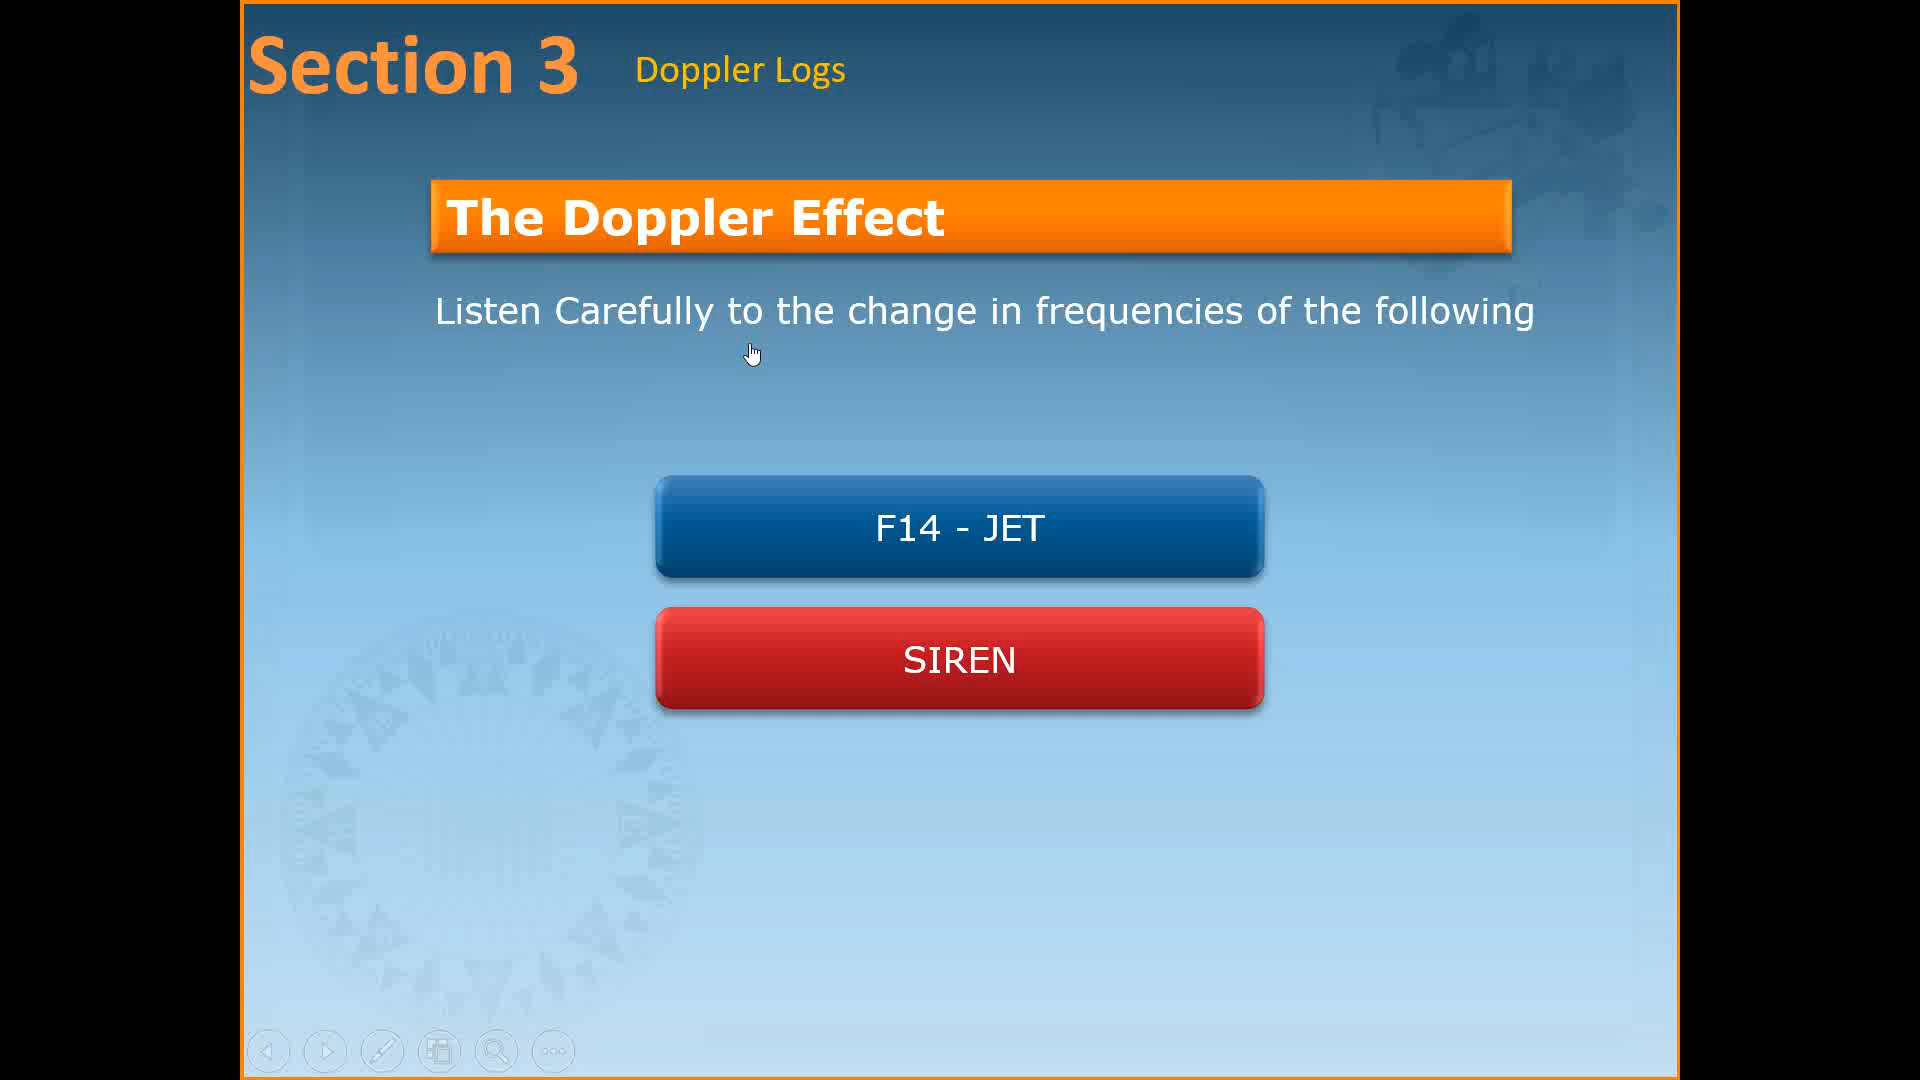 Section 3
Doppler Logs
The Doppler Effect
Listen Carefully to the change in frequencies of the following
F14 - JET
SIREN